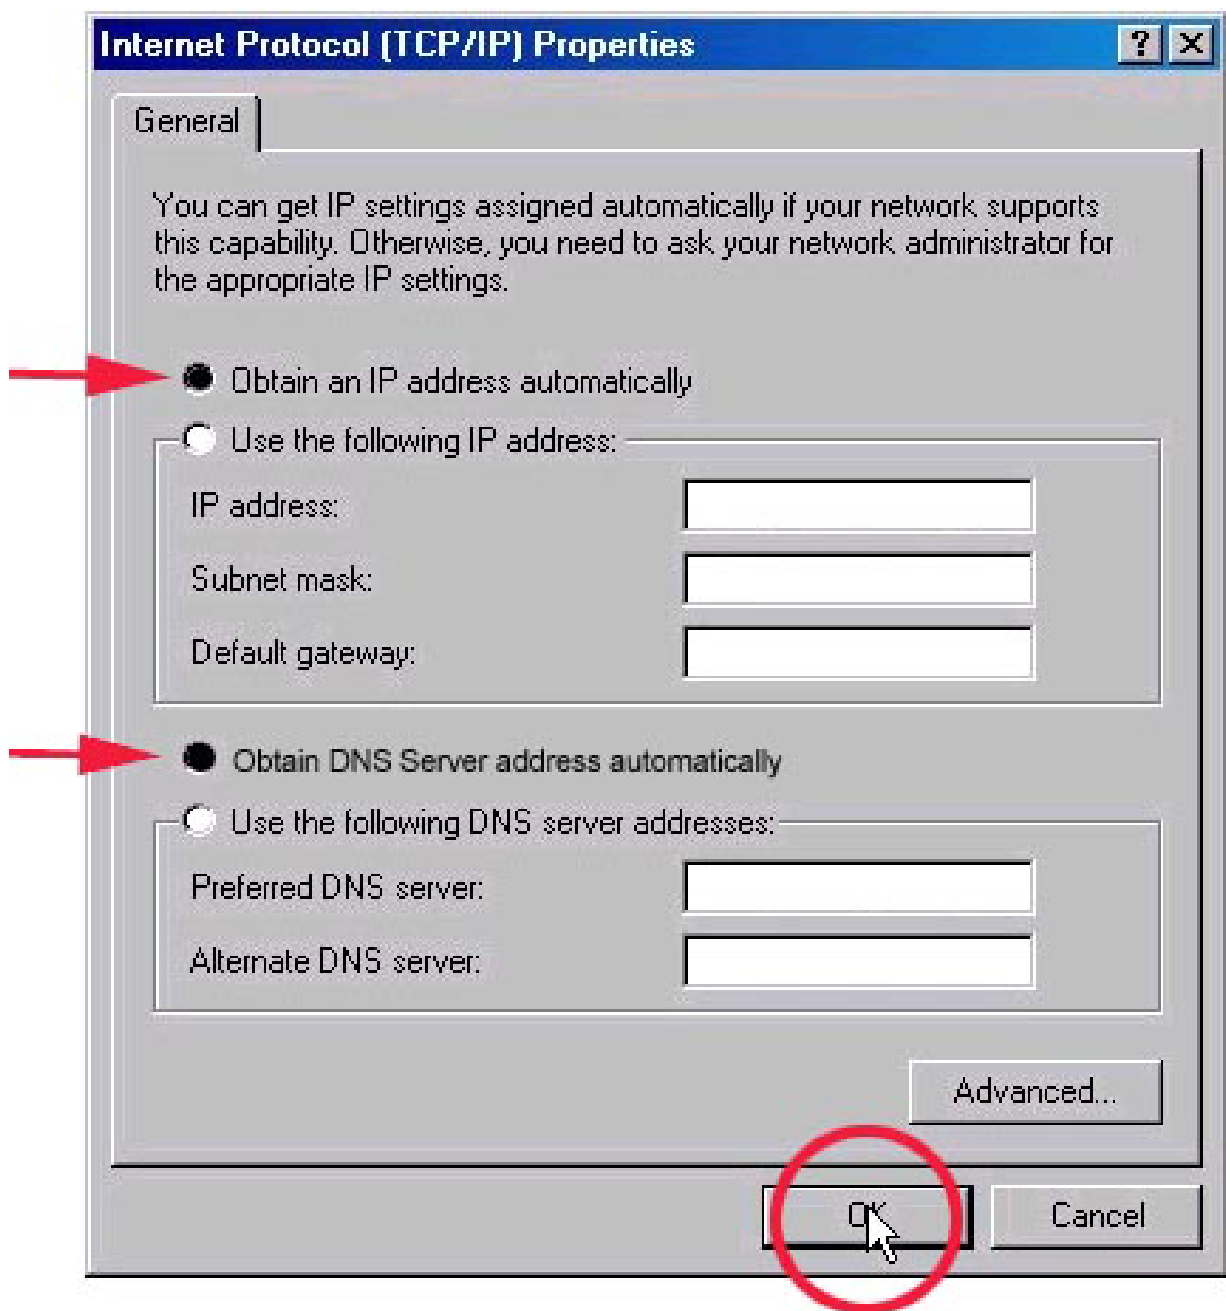 Internet Protocol (TCP/IP) Properties
?
General
You can get IP settings assigned automatically if your network supports
this capability. Otherwise, you need to ask your network administrator for
the appropriate IP settings.
Obtain an IP address automatically
Use the following IP address:
IP address:
Subnet mask:
Default gateway:
Obtain DNS Server address automatically
Use the following DNS server addresses:
Preferred DNS server:
Alternate DNS server:
Advanced...
OK
Cancel